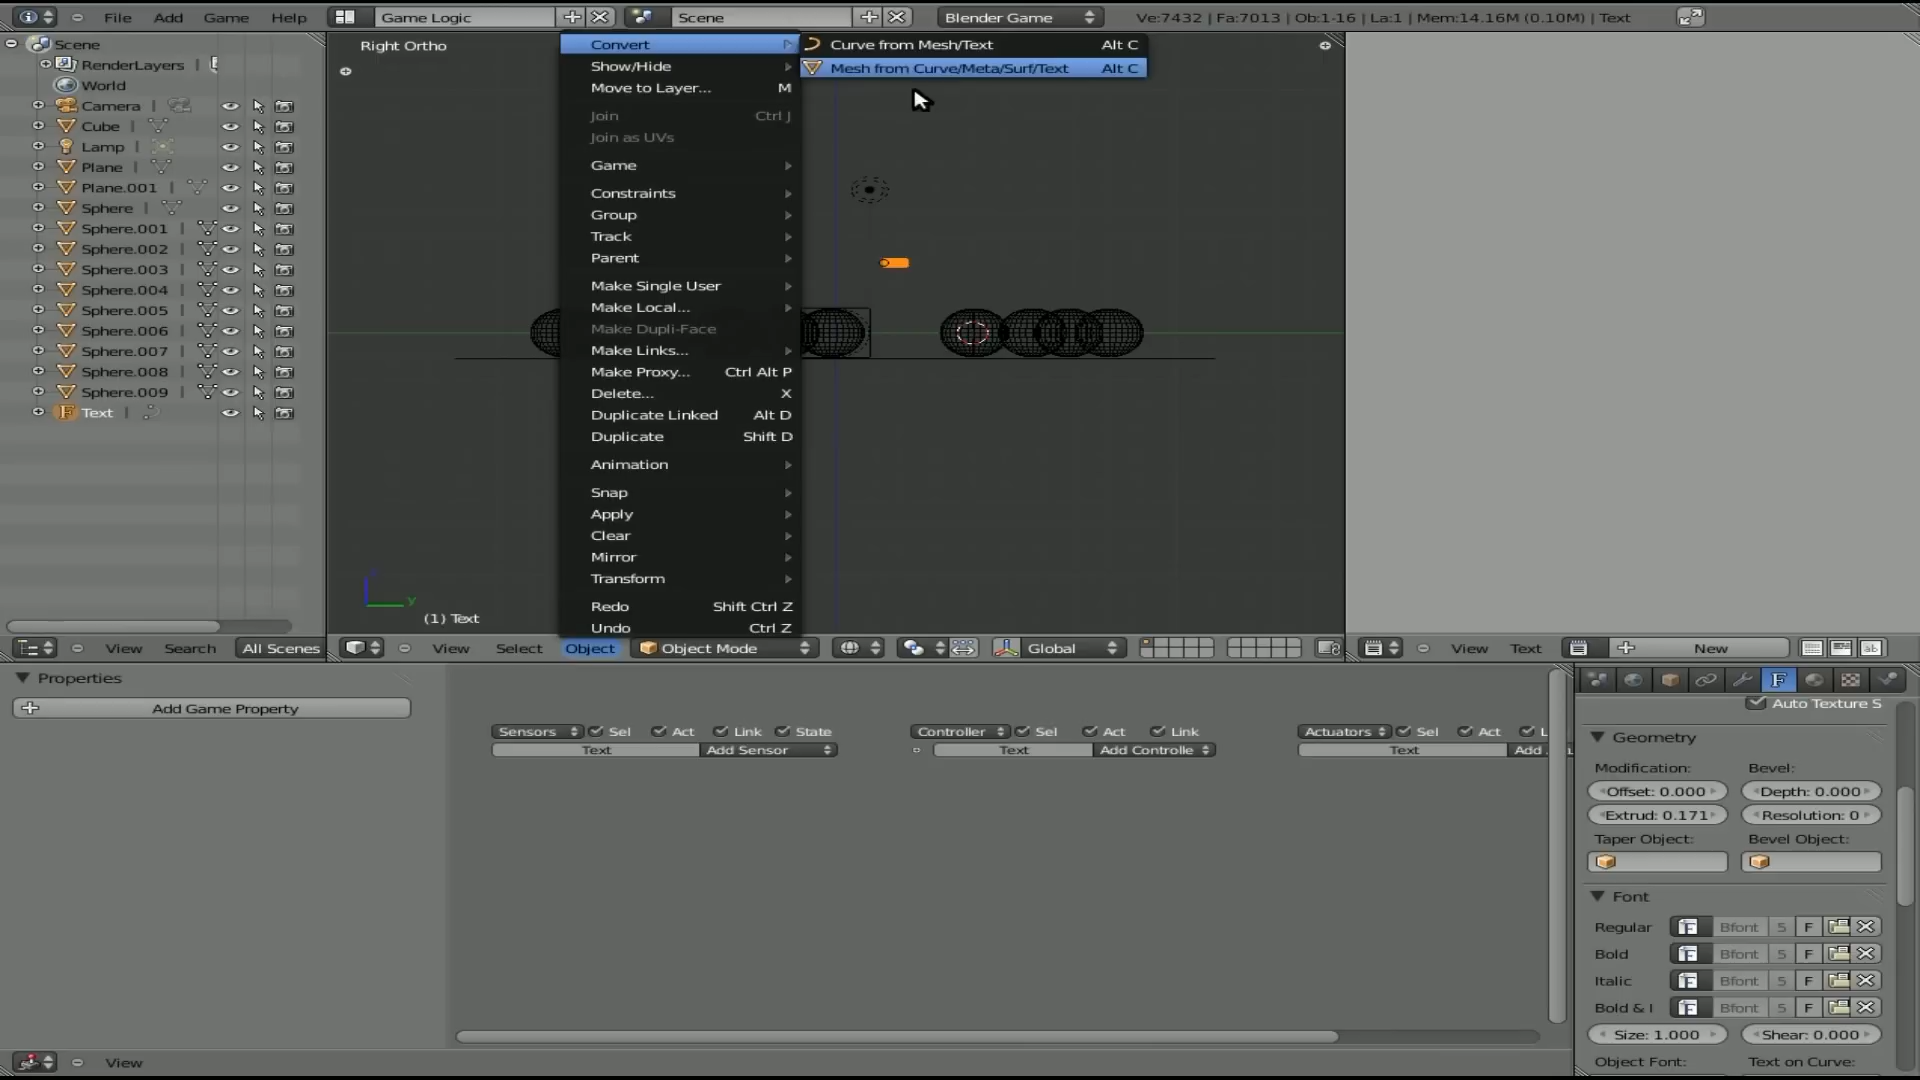 File Add Game Help Game Logic Scene Blender Game Ve:7432 | Fa:7013 | Ob:1-16 | La:1 | Mem:14.16M (0.10M) | Text
Scene
RenderLayers |
World
Camera |
Cube |
Lamp |
Plane |
Plane.001 |
Sphere |
Sphere.001 |
Sphere.002 |
Sphere.003 |
Sphere.004 |
Sphere.005 |
Sphere.006 |
Sphere.007 |
Sphere.008 |
Sphere.009 |
Text |
View Search All Scenes
Right Ortho
Convert
Show/Hide
Move to Layer... M
Join Ctrl J
Join as UVs
Game
Constraints
Group
Track
Parent
Make Single User
Make Local...
Make Dupli-Face
Make Links...
Make Proxy... Ctrl Alt P
Delete... X
Duplicate Linked Alt D
Duplicate Shift D
Animation
Snap
Apply
Clear
Mirror
Transform
Redo Shift Ctrl Z
Undo Ctrl Z
Curve from Mesh/Text Alt C
Mesh from Curve/Meta/Surf/Text Alt C
y
(1) Text
View Select Object Object Mode Global
View Text New
Properties
Add Game Property
Sensors Sel Act Link State
Text Add Sensor
Controller Sel Act Link
Text Add Controlle
Actuators Sel Act L
Text Add
View
F
Auto Texture S
Geometry
Modification: Bevel:
Offset: 0.000 Depth: 0.000
Extrud: 0.171 Resolution: 0
Taper Object: Bevel Object:
Font
Regular F Bfont 5 F
Bold F Bfont 5 F
Italic F Bfont 5 F
Bold & I F Bfont 5 F
Size: 1.000 Shear: 0.000
Object Font: Text on Curve: